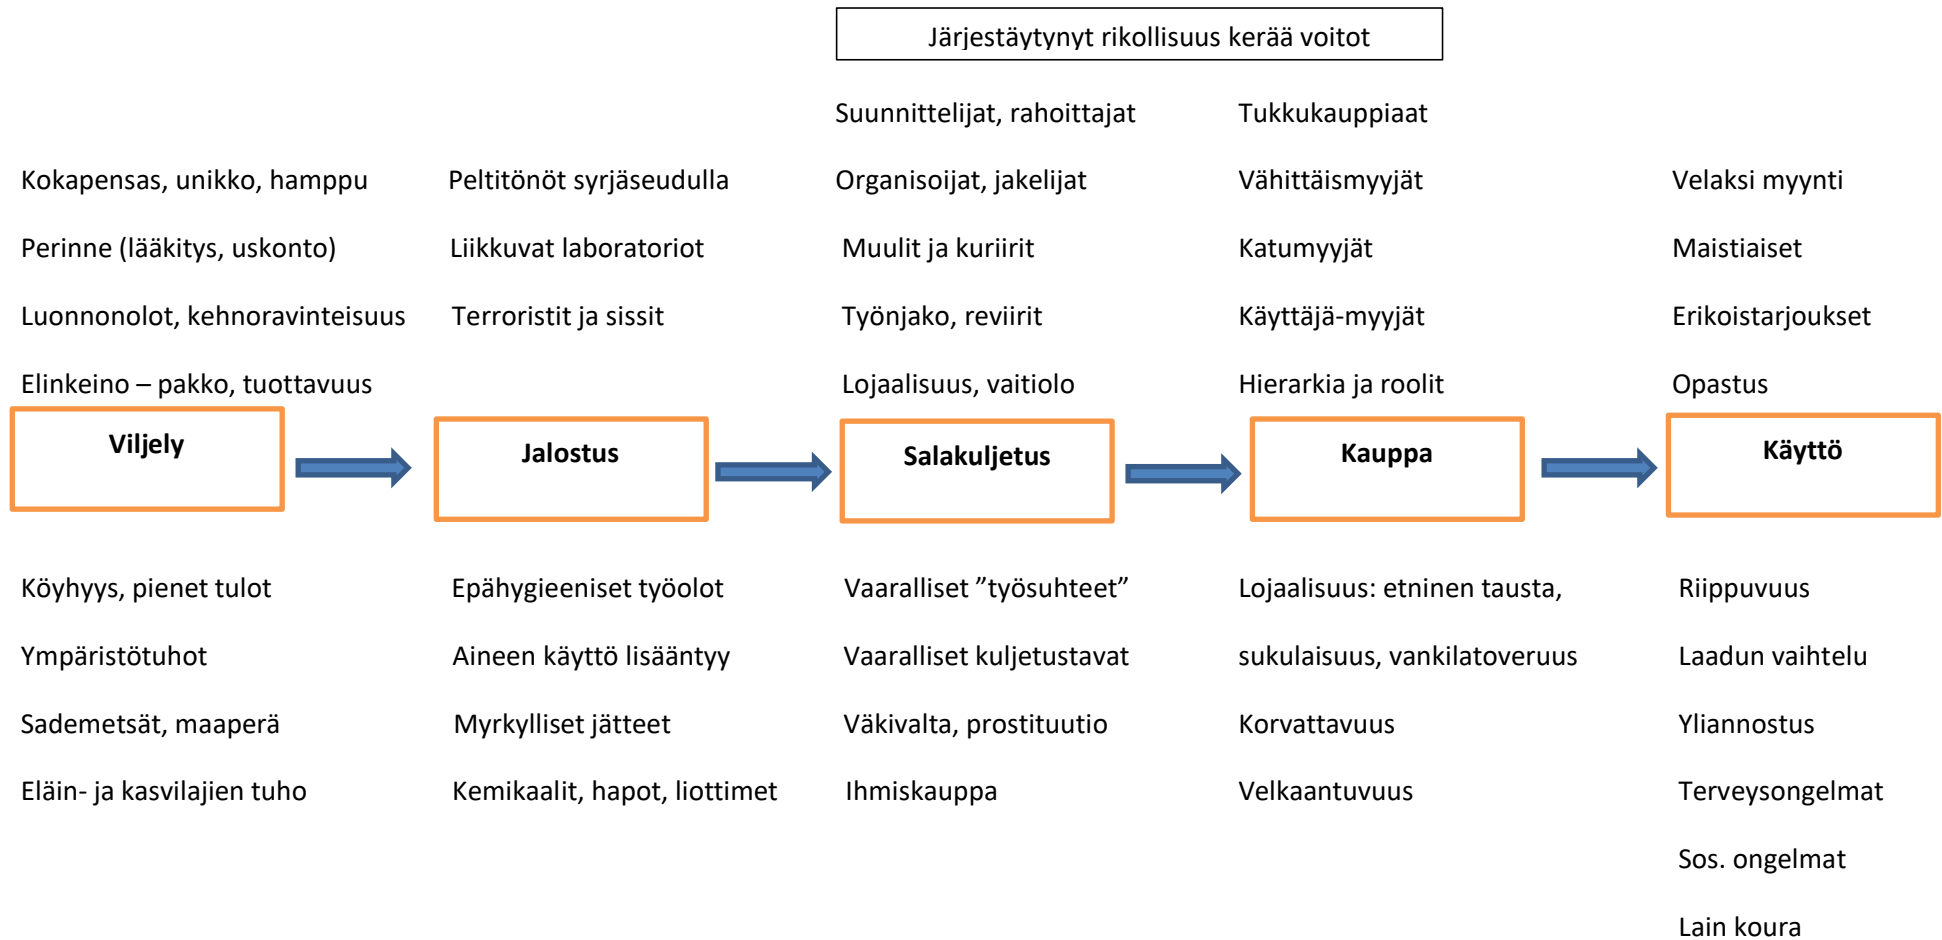 Järjestäytynyt rikollisuus kerää voitot
Suunnittelijat, rahoittajat
Tukkukauppiaat
Kokapensas, unikko, hamppu
Peltitönöt syrjäseudulla
Organisoijat, jakelijat
Vähittäismyyjät
Velaksi myynti
Perinne (lääkitys, uskonto)
Liikkuvat laboratoriot
Muulit ja kuriirit
Katumyyjät
Maistiaiset
Luonnonolot, kehnoravinteisuus
Terroristit ja sissit
Työnjako, reviirit
Käyttäjä-myyjät
Erikoistarjoukset
Elinkeino – pakko, tuottavuus
Lojaalisuus, vaitiolo
Hierarkia ja roolit
Opastus
Viljely
Jalostus
Salakuljetus
Kauppa
Käyttö
Köyhyys, pienet tulot
Epähygieeniset työolot
Vaaralliset ”työsuhteet”
Lojaalisuus: etninen tausta,
Riippuvuus
Ympäristötuhot
Aineen käyttö lisääntyy
Vaaralliset kuljetustavat
sukulaisuus, vankilatoveruus
Laadun vaihtelu
Sademetsät, maaperä
Myrkylliset jätteet
Väkivalta, prostituutio
Korvattavuus
Yliannostus
Eläin- ja kasvilajien tuho
Kemikaalit, hapot, liottimet
Ihmiskauppa
Velkaantuvuus
Terveysongelmat
Sos. ongelmat
Lain koura